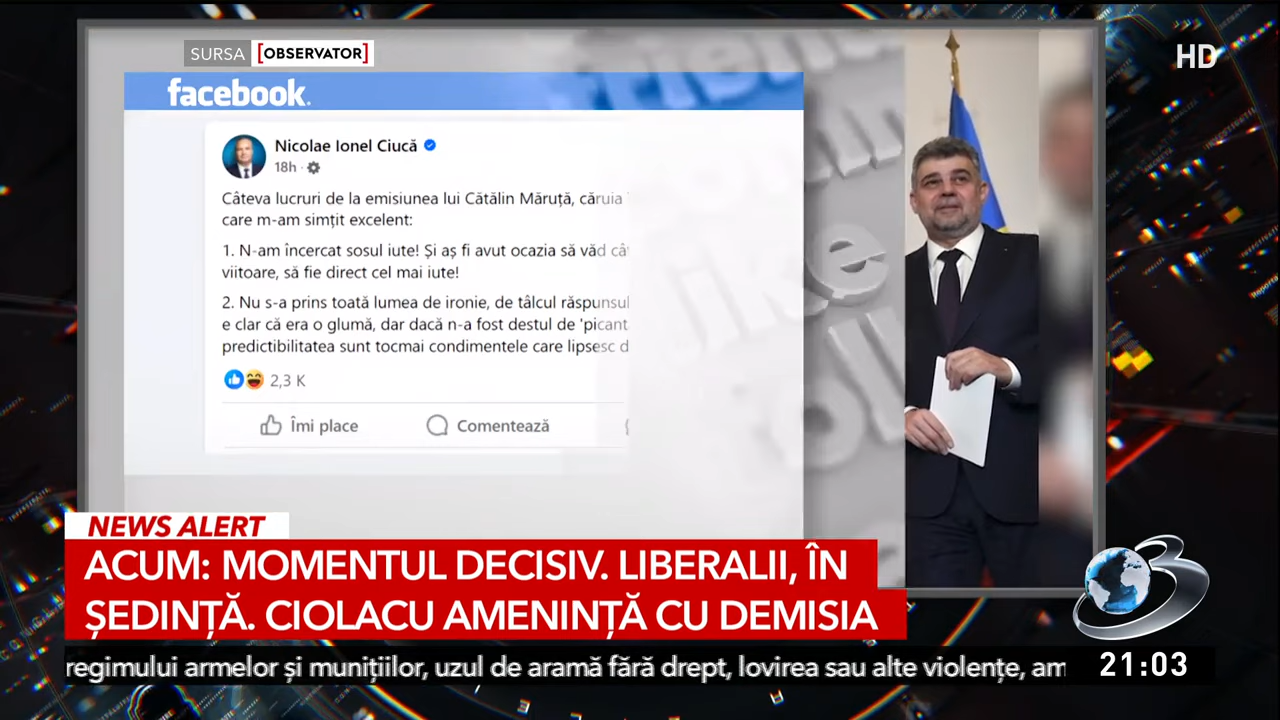 SURSA [OBSERVATOR]
HD
facebook.
Nicolae Ionel Ciucă
18h ·
Câteva lucruri de la emisiunea lui Cătălin Măruță, căruia
care m-am simțit excelent:
1. N-am încercat sosul iute! Și aș fi avut ocazia să văd
viitoare, să fie direct cel mai iute!
2. Nu s-a prins toată lumea de ironie, de tâlcul
e clar că era o glumă, dar dacă n-a fost destul de
predictibilitatea sunt tocmai condimentele care lipsesc
2,3 K
Îmi place
Comentează
like
NEWS ALERT
ACUM: MOMENTUL DECISIV. LIBERALII, ÎN
ȘEDINȚĂ. CIOLACU AMENINȚĂ CU DEMISIA
3
regimului armelor și munițiilor, uzul de aramă fără drept, lovirea sau alte violențe,
21:03